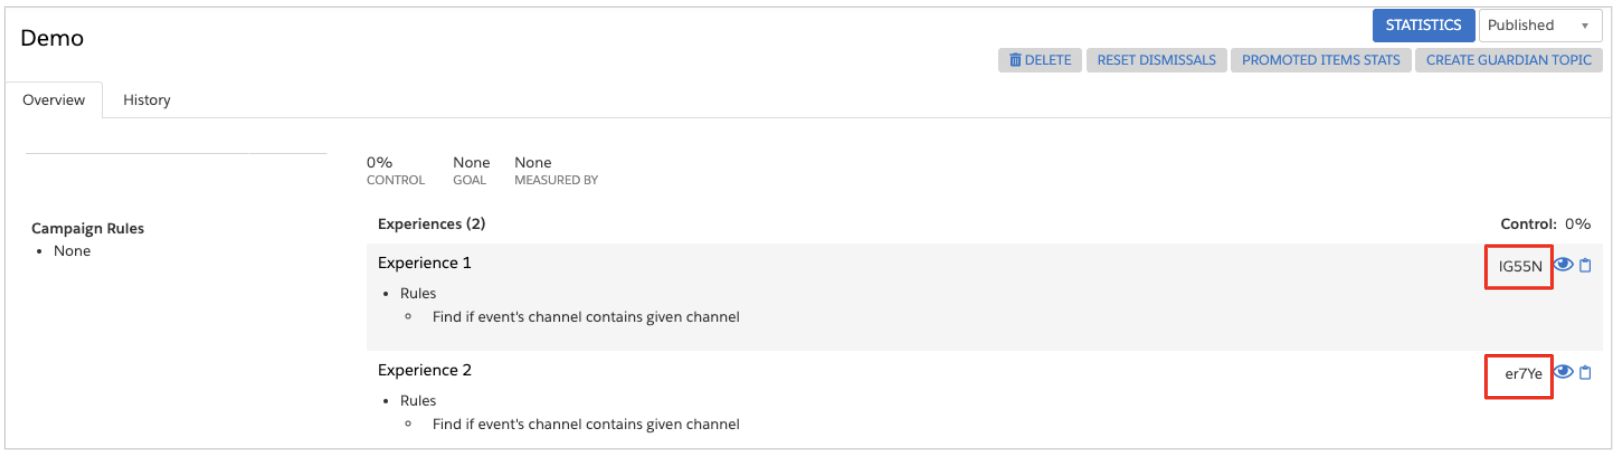 Demo
STATISTICS Published
DELETE RESET DISMISSALS PROMOTED ITEMS STATS CREATE GUARDIAN TOPIC
Overview History
0% None None
CONTROL GOAL MEASURED BY
Campaign Rules
• None
Experiences (2) Control: 0%
Experience 1 IG55N
• Rules
◦ Find if event's channel contains given channel
Experience 2 er7Ye
• Rules
◦ Find if event's channel contains given channel